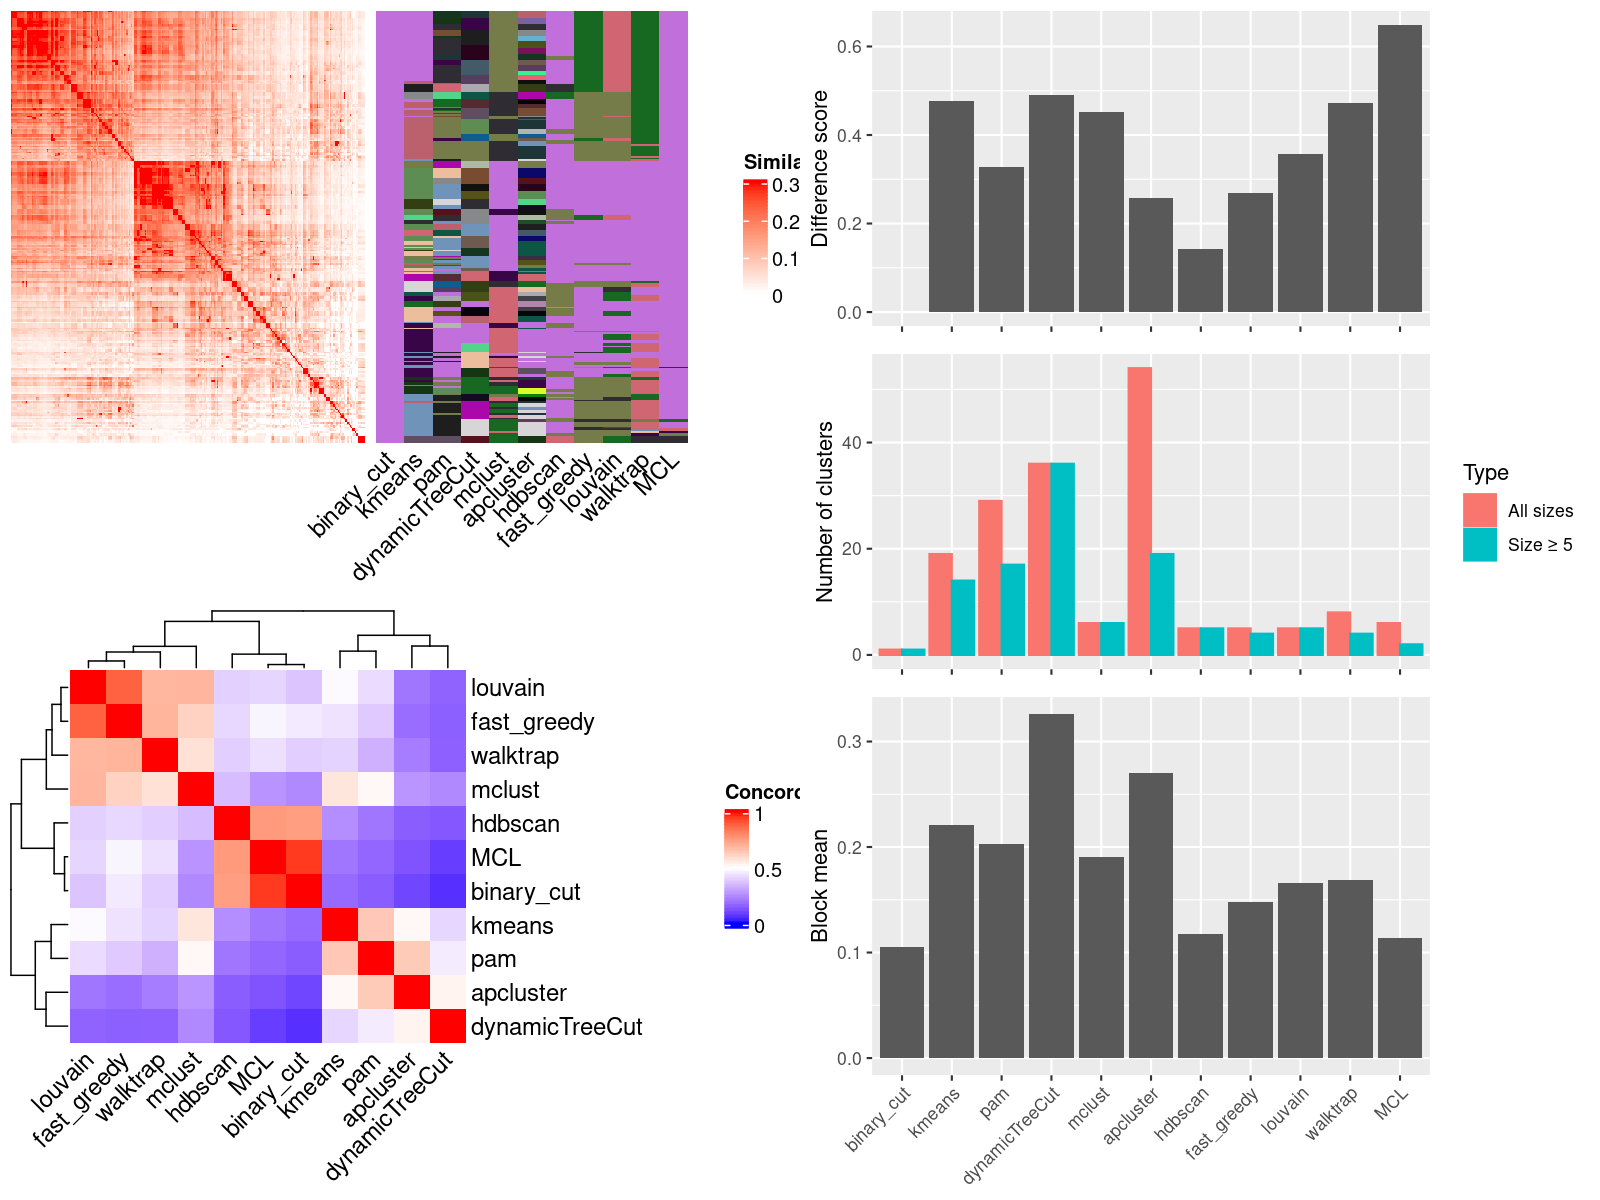 Simila
0.3
0.2
0.1
0
binary_cut
kmeans
pam
dynamicTreeCut
mclust
apcluster
hdbscan
fast_greedy
louvain
walktrap
MCL
louvain
fast_greedy
walktrap
mclust
hdbscan
MCL
binary_cut
kmeans
pam
apcluster
dynamicTreeCut
Concord
1
0.5
0
louvain
fast_greedy
walktrap
mclust
hdbscan
MCL
binary_cut
kmeans
pam
apcluster
dynamicTreeCut
Difference score
0.6
0.4
0.2
0.0
Number of clusters
40
20
0
Type
All sizes
Size ≥ 5
Block mean
0.3
0.2
0.1
0.0
binary_cut
kmeans
pam
dynamicTreeCut
mclust
apcluster
hdbscan
fast_greedy
louvain
walktrap
MCL